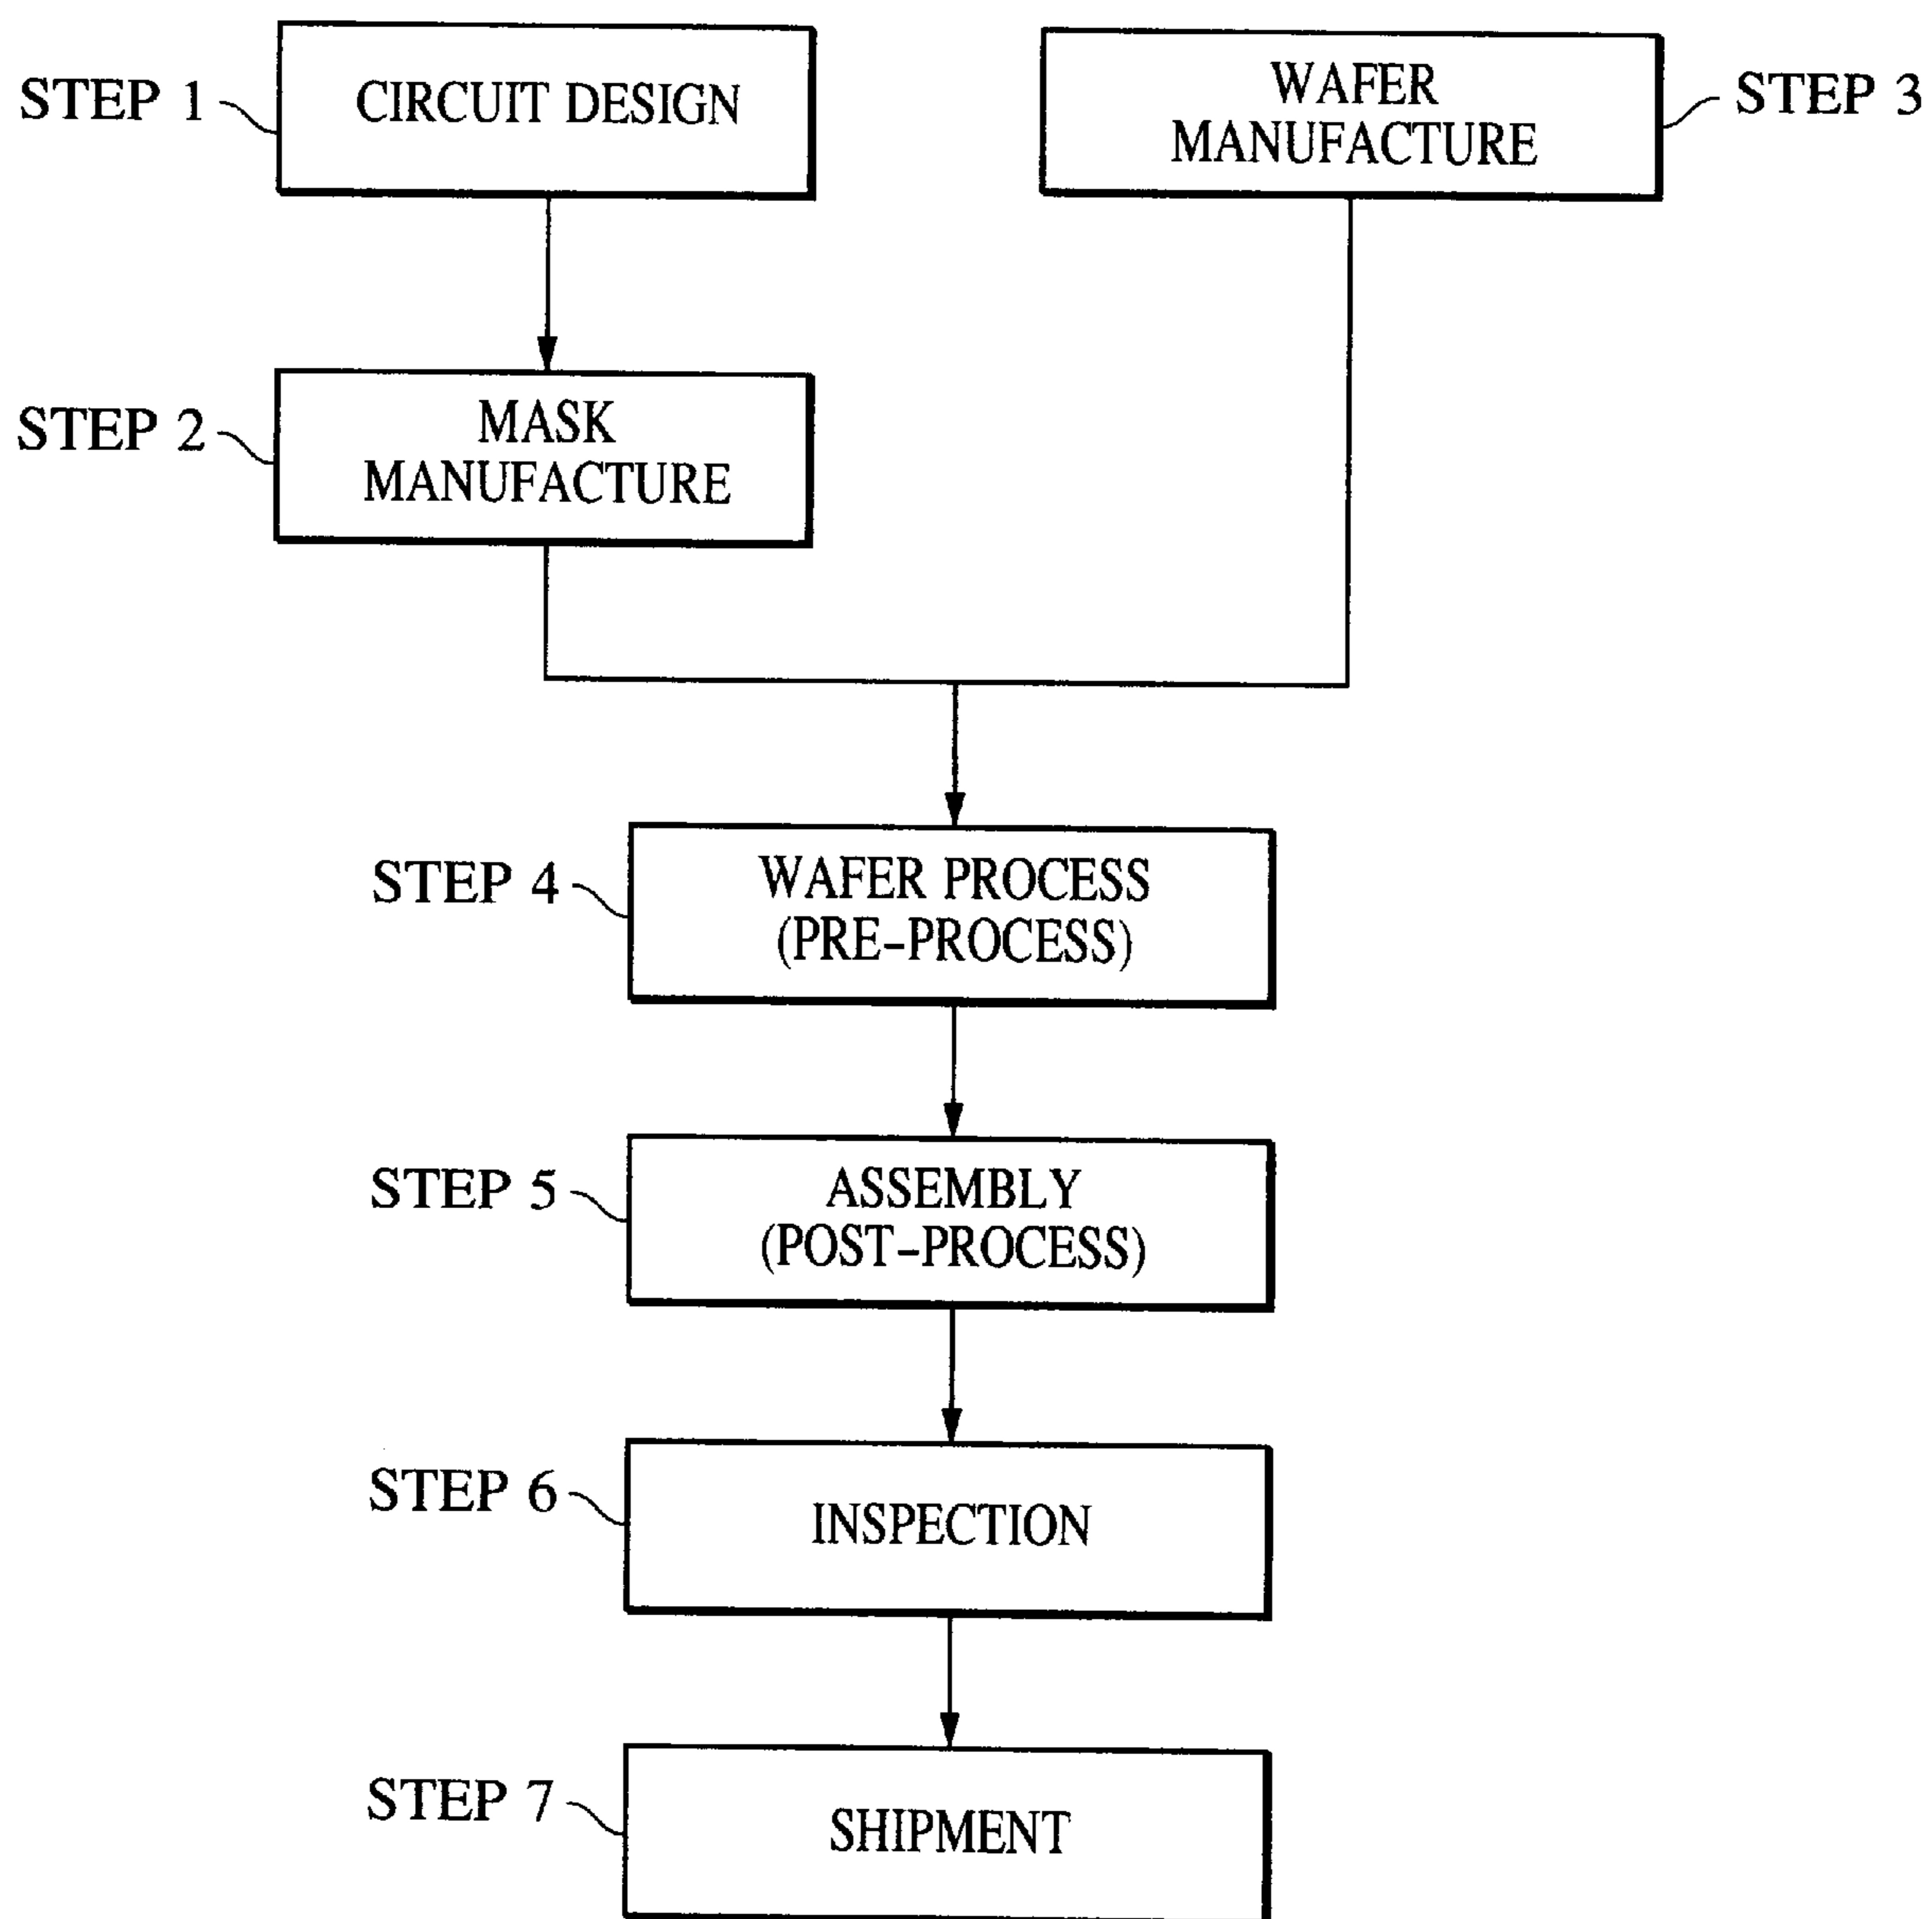 STEP 1
CIRCUIT DESIGN
WAFER
MANUFACTURE
STEP 3
STEP 2
MASK
MANUFACTURE
STEP 4
WAFER PROCESS
(PRE-PROCESS)
STEP 5
ASSEMBLY
(POST-PROCESS)
STEP 6
INSPECTION
STEP 7
SHIPMENT